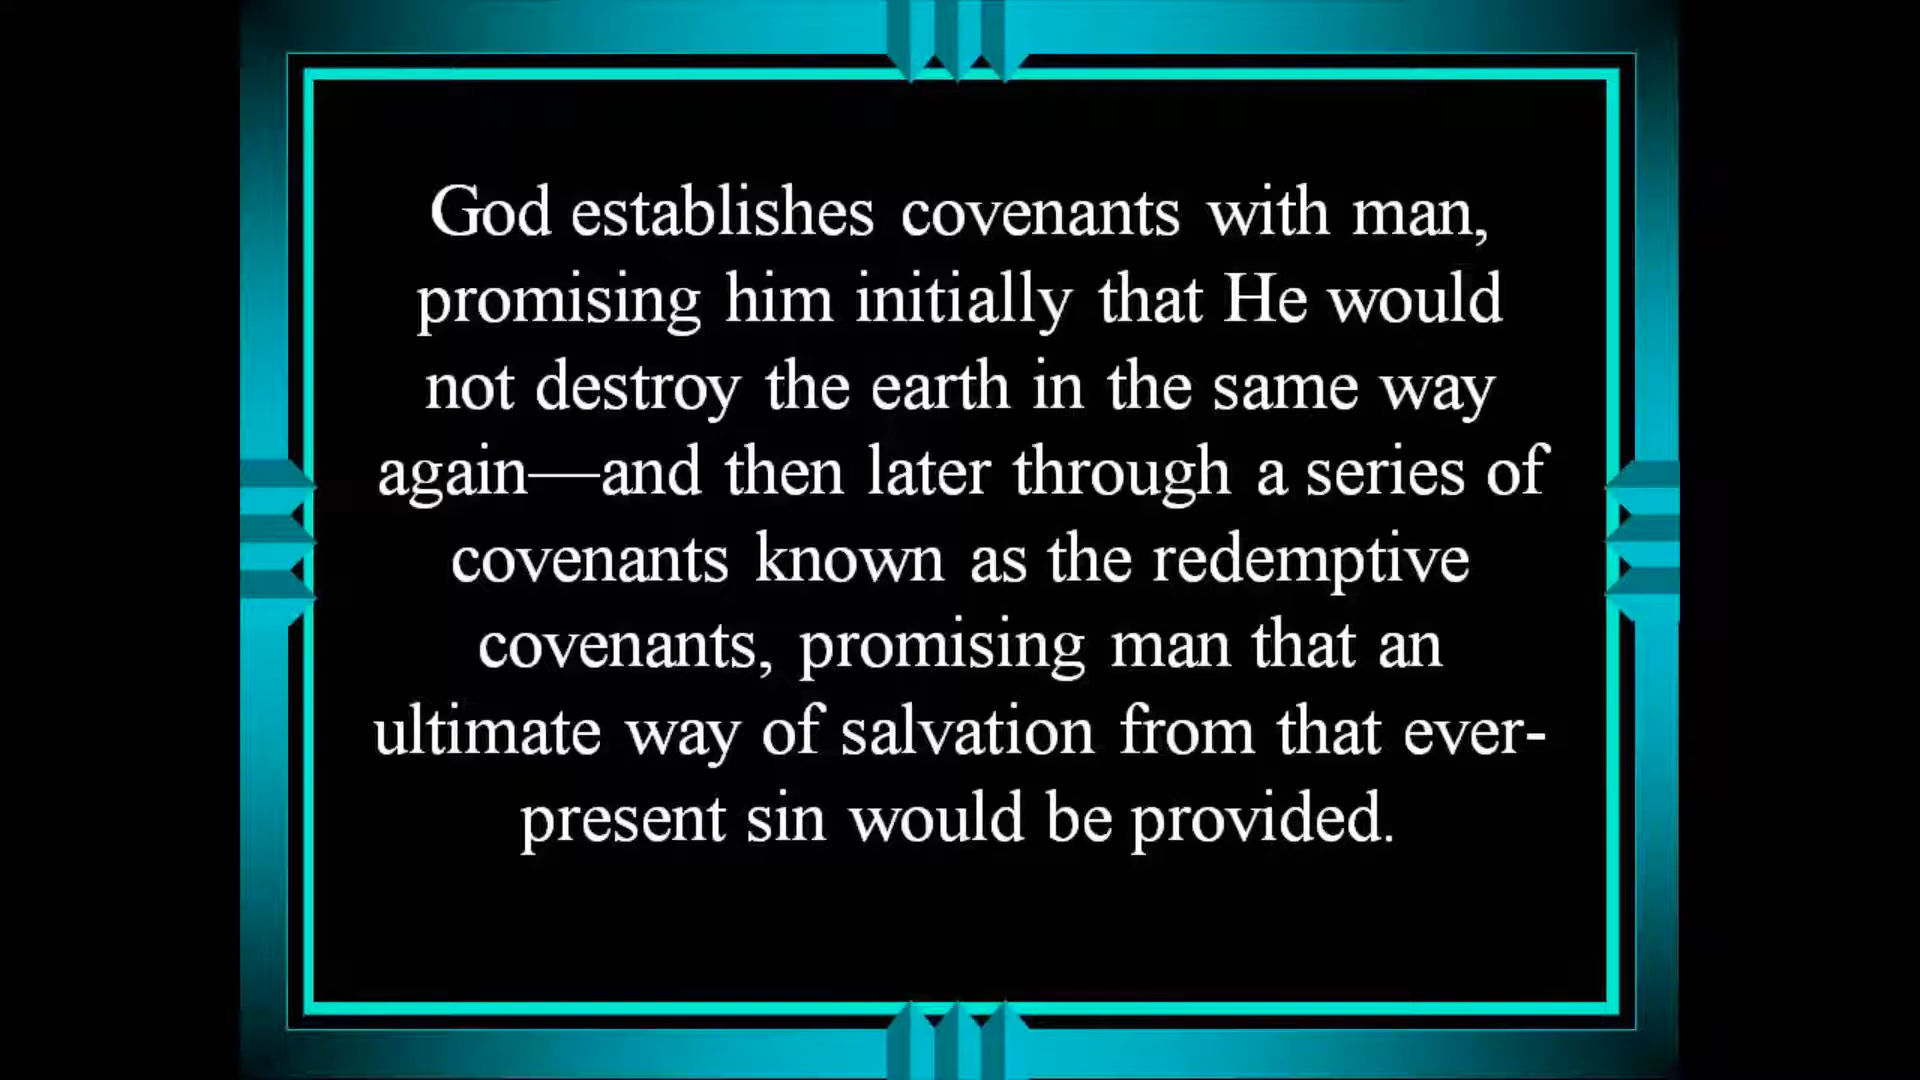 God establishes covenants with man,
promising him initially that He would
not destroy the earth in the same way
again—and then later through a series of
covenants known as the redemptive
covenants, promising man that an
ultimate way of salvation from that ever-
present sin would be provided.